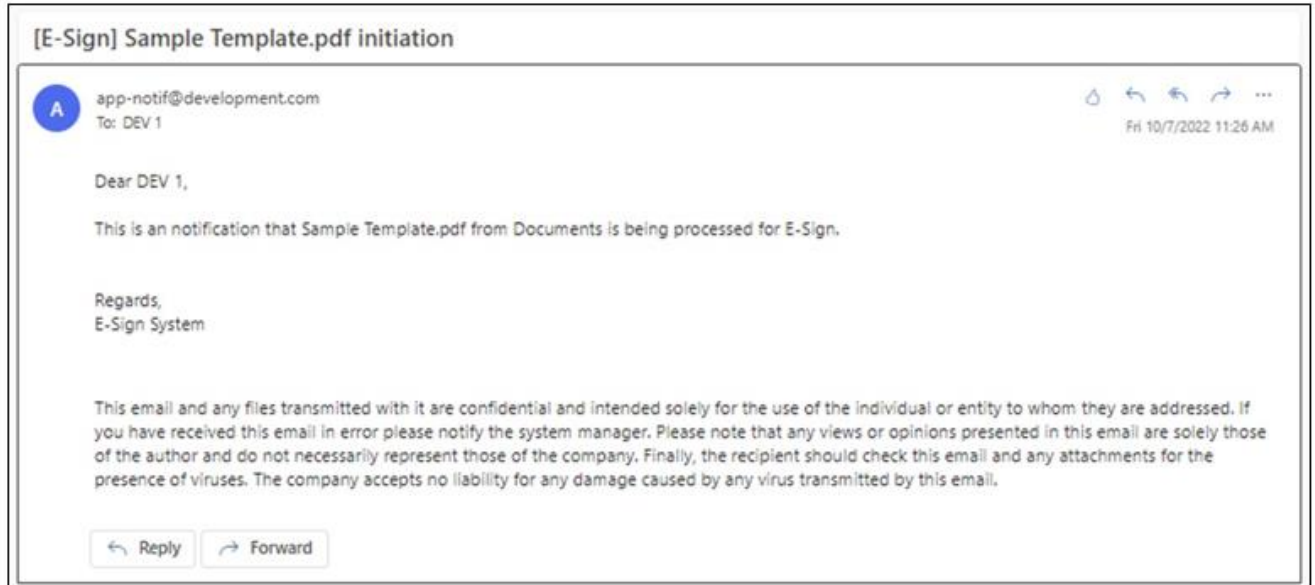 [E-Sign] Sample Template.pdf initiation
A
app-notif@development.com
To: DEV 1
Fri 10/7/2022 11:26 AM
Dear DEV 1,
This is an notification that Sample Template.pdf from Documents is being processed for E-Sign.
Regards,
E-Sign System
This email and any files transmitted with it are confidential and intended solely for the use of the individual or entity to whom they are addressed. If
you have received this email in error please notify the system manager. Please note that any views or opinions presented in this email are solely those
of the author and do not necessarily represent those of the company. Finally, the recipient should check this email and any attachments for the
presence of viruses. The company accepts no liability for any damage caused by any virus transmitted by this email.
Reply Forward